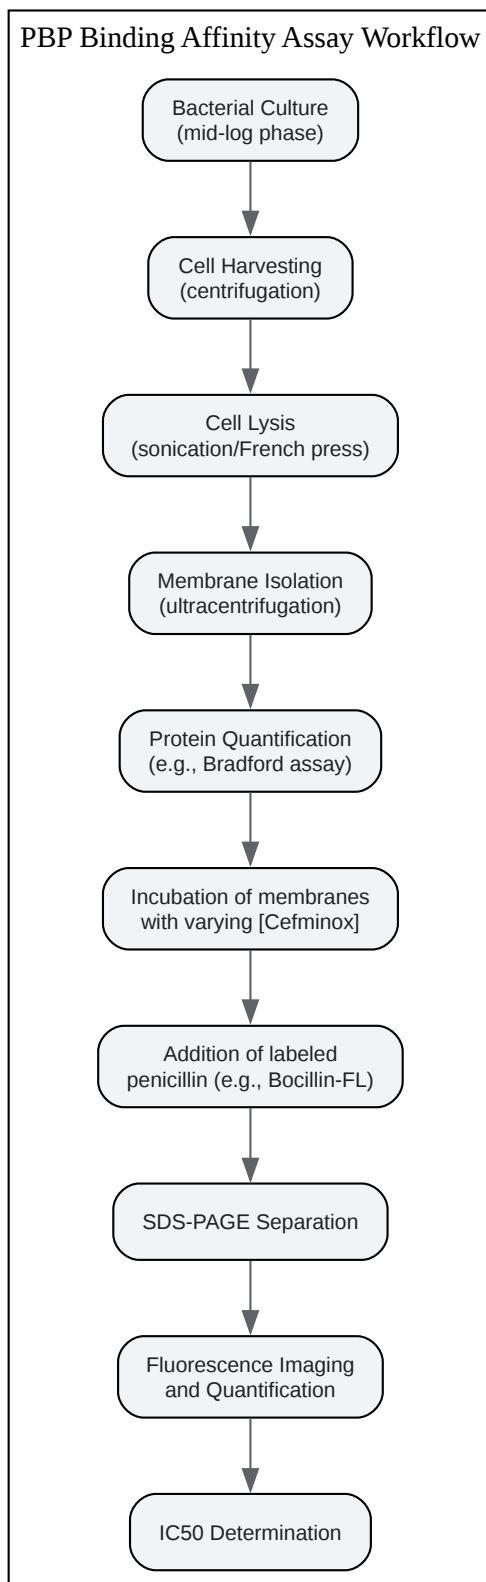 PBP Binding Affinity Assay Workflow
Bacterial Culture
(mid-log phase)
Cell Harvesting
(centrifugation)
Cell Lysis
(sonication/French press)
Membrane Isolation
(ultracentrifugation)
Protein Quantification
(e.g., Bradford assay)
Incubation of membranes
with varying [Cefminox]
Addition of labeled
penicillin (e.g., Bocillin-FL)
SDS-PAGE Separation
Fluorescence Imaging
and Quantification
IC50 Determination